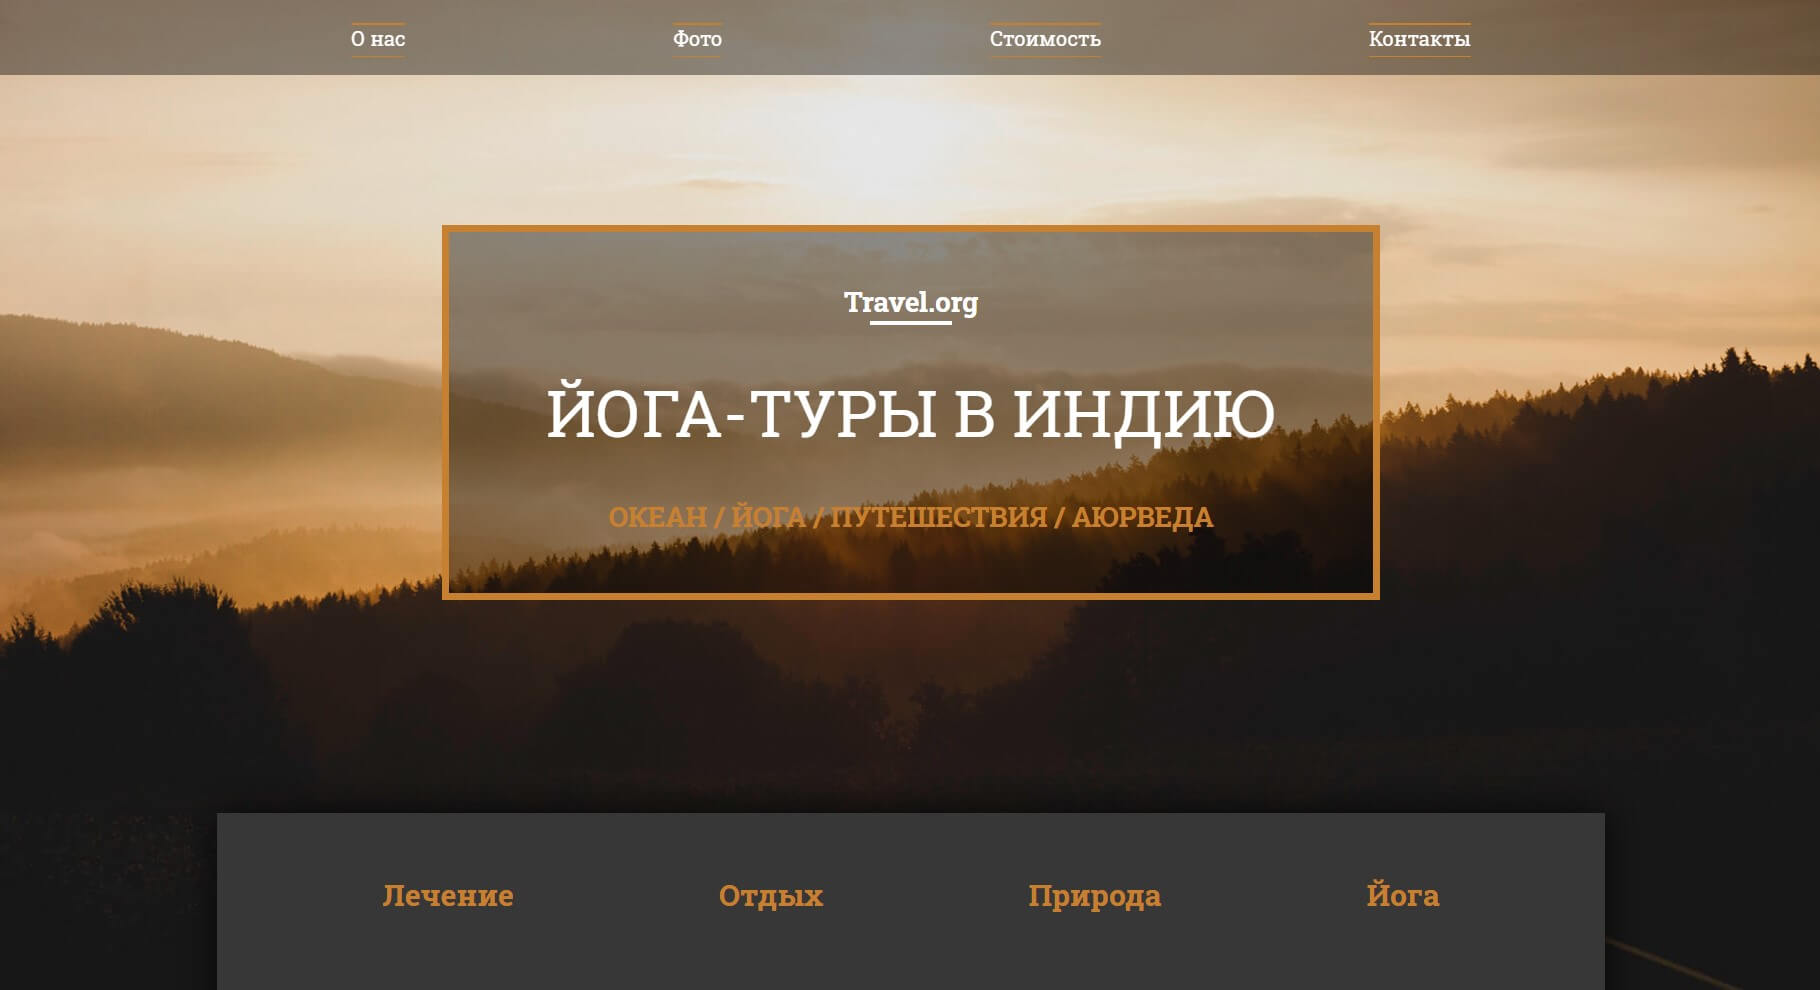 О нас Фото Стоимость Контакты
Travel.org
ЙОГА-ТУРЫ В ИНДИЮ
ОКЕАН / ЙОГА / ПУТЕШЕСТВИЯ / АЮРВЕДА
Лечение Отдых Природа Йога